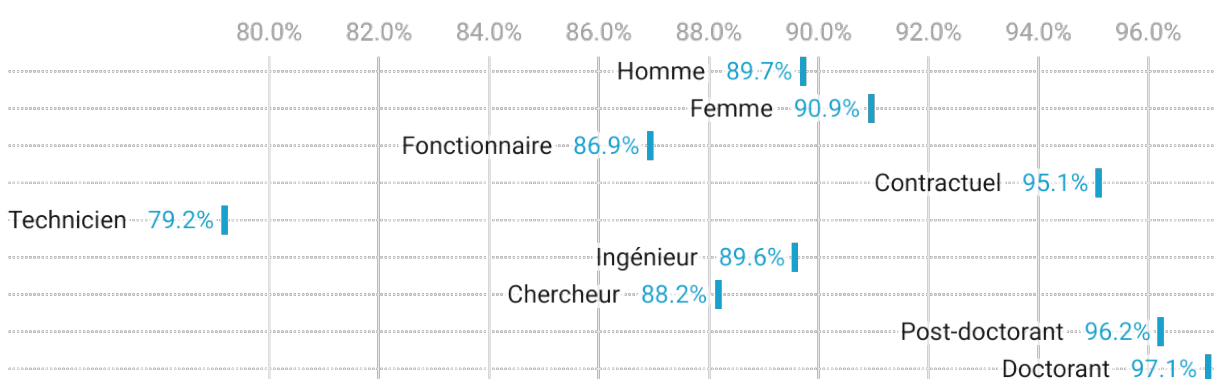 80.0% 82.0% 84.0% 86.0% 88.0% 90.0% 92.0% 94.0% 96.0%
Homme 89.7%
Femme 90.9%
Fonctionnaire 86.9%
Contractuel 95.1%
Technicien 79.2%
Ingénieur 89.6%
Chercheur 88.2%
Post-doctorant 96.2%
Doctorant 97.1%